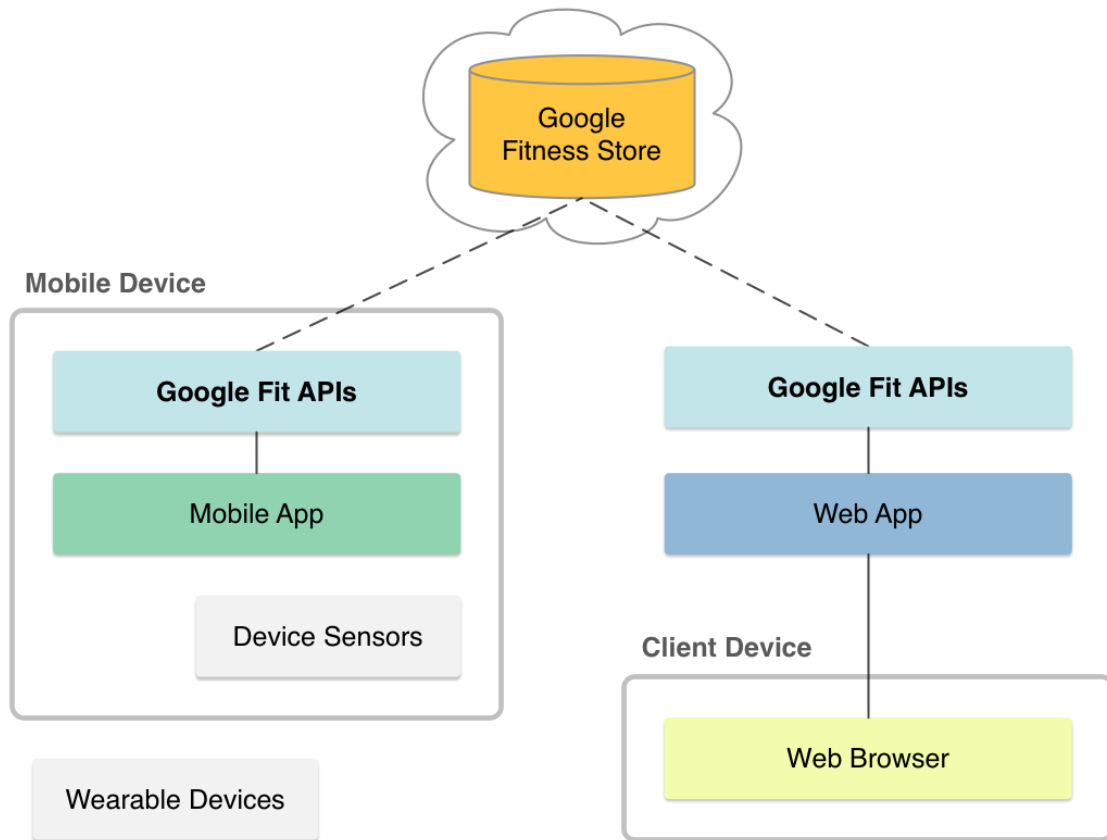 Google
Fitness Store
Mobile Device
Google Fit APIs
Google Fit APIs
Mobile App
Web App
Device Sensors
Client Device
Web Browser
Wearable Devices